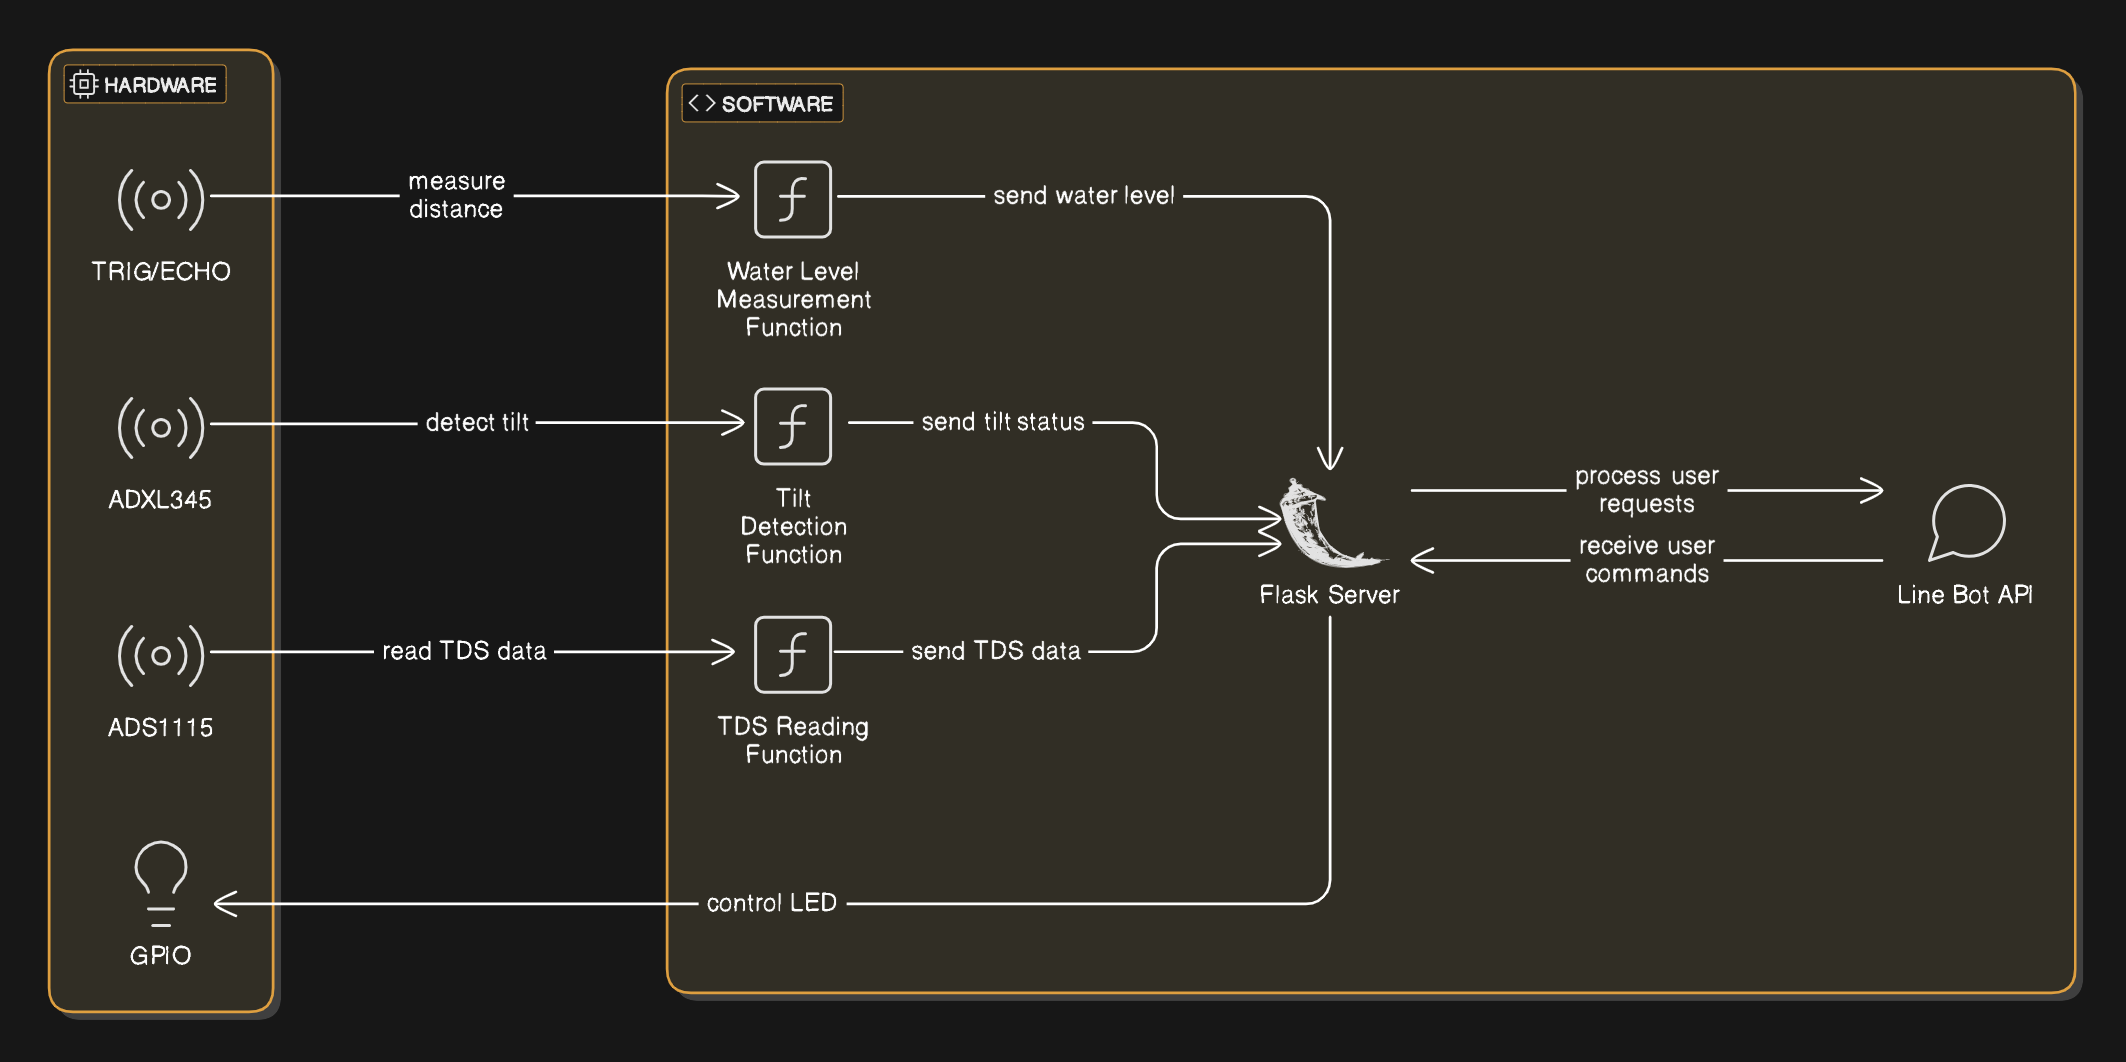 HARDWARE
SOFTWARE
TRIG/ECHO
measure
distance
Water Level
Measurement
Function
send water level
ADXL345
detect tilt
Tilt
Detection
Function
send tilt status
ADS1115
read TDS data
TDS Reading
Function
send TDS data
Flask Server
process user
requests
receive user
commands
Line Bot API
control LED
GPIO